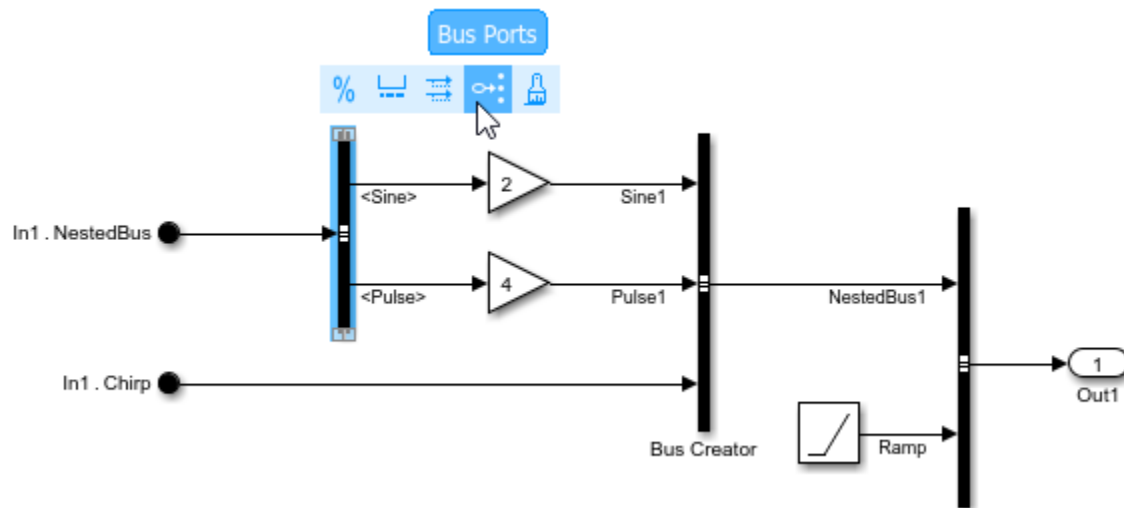 Bus Ports
%
<Sine>
2
Sine1
In1 . NestedBus
<Pulse>
4
Pulse1
NestedBus1
In1 . Chirp
1
Out1
Bus Creator
Ramp